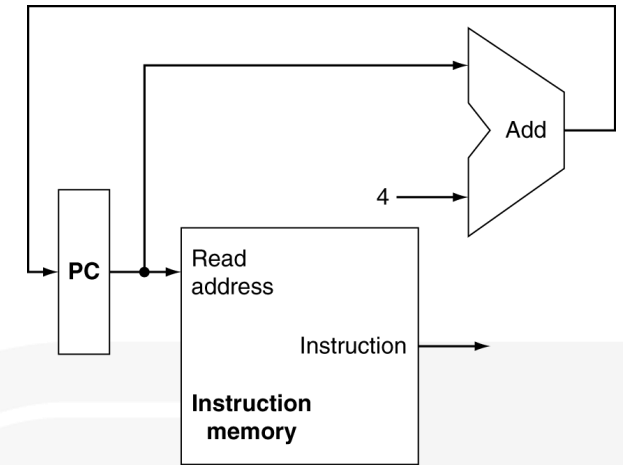 Add
4
PC
Read
address
Instruction
Instruction
memory